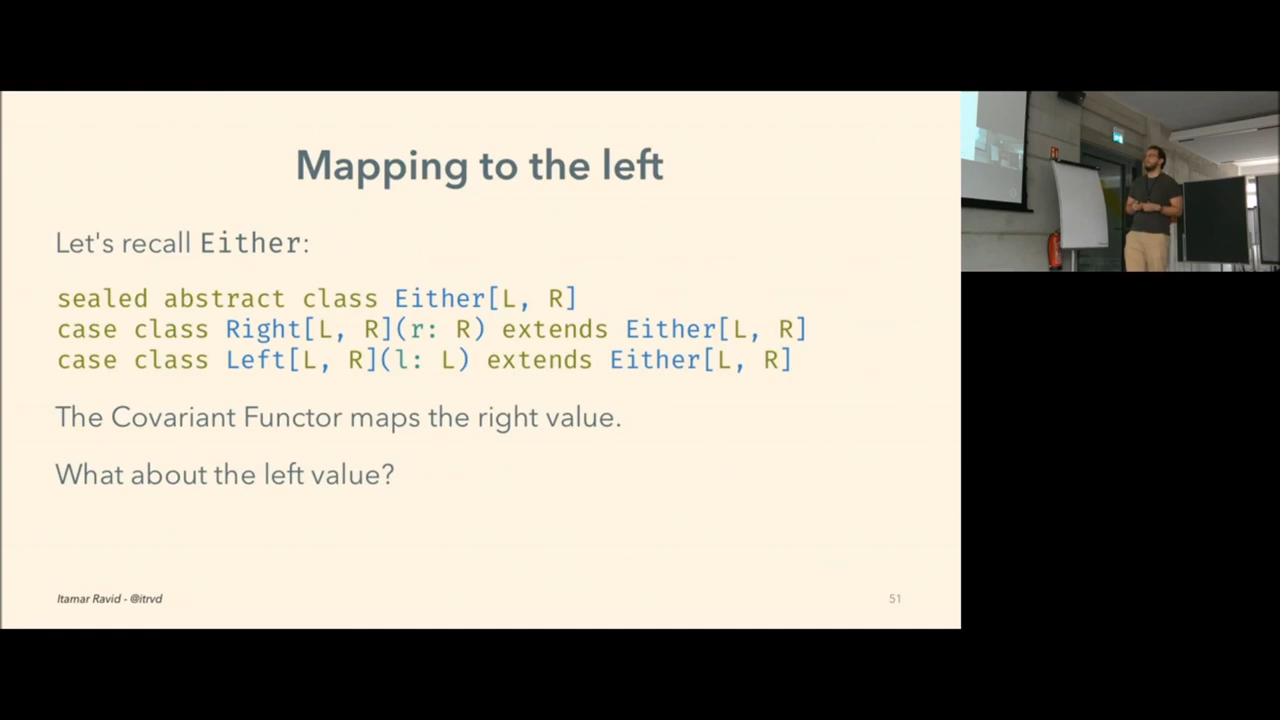 Mapping to the left
Let's recall Either:
sealed abstract class Either[L, R]
case class Right[L, R](r: R) extends Either[L, R]
case class Left[L, R](l: L) extends Either[L, R]
The Covariant Functor maps the right value.
What about the left value?
Itamar Ravid - @itrvd
51